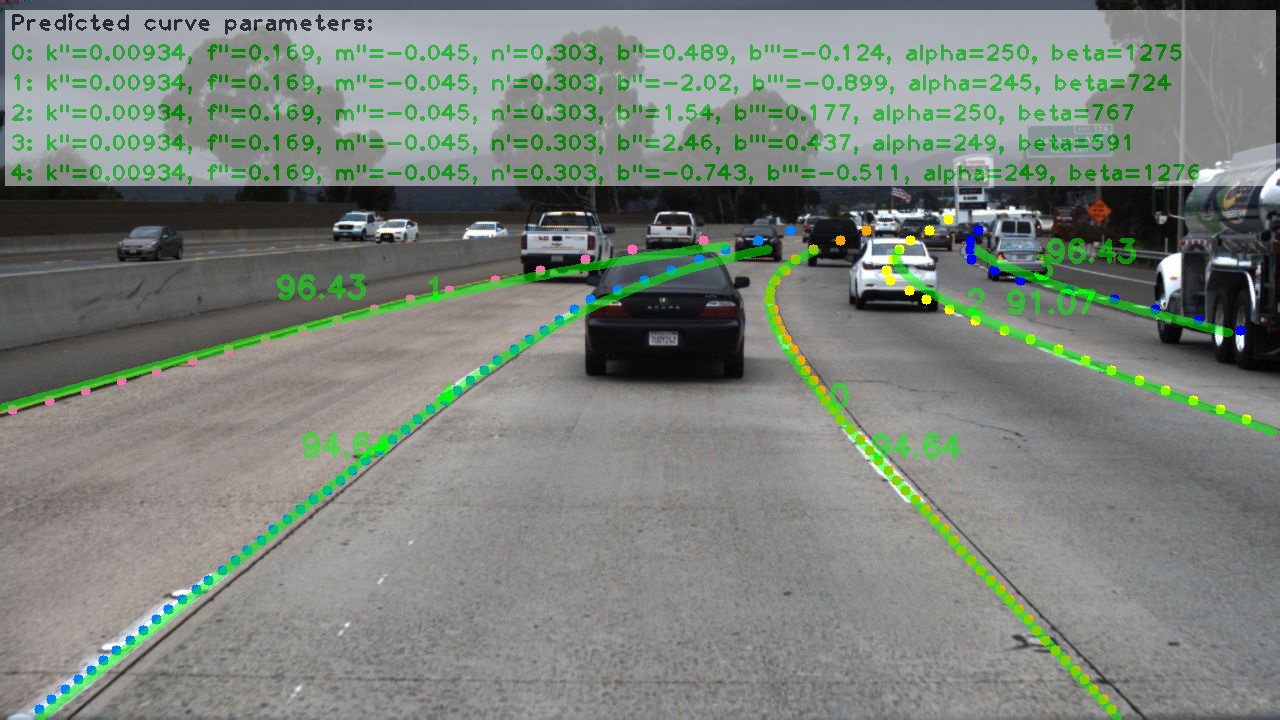 Predicted curve parameters:
0: k''=0.00934, f''=0.169, m''=−0.045, n'=0.303, b''=0.489, b'''=−0.124, alpha=250, beta=1275
1: k''=0.00934, f''=0.169, m''=−0.045, n'=0.303, b''=−2.02, b'''=−0.899, alpha=245, beta=724
2: k''=0.00934, f''=0.169, m''=−0.045, n'=0.303, b''=1.54, b'''=0.177, alpha=250, beta=767
3: k''=0.00934, f''=0.169, m''=−0.045, n'=0.303, b''=2.46, b'''=0.437, alpha=249, beta=591
4: k''=0.00934, f''=0.169, m''=−0.045, n'=0.303, b''=−0.743, b'''=−0.511, alpha=249, beta=1276
96.43
3
96.43
1
2
91.07
ACURA
0
94.64
4
94.64